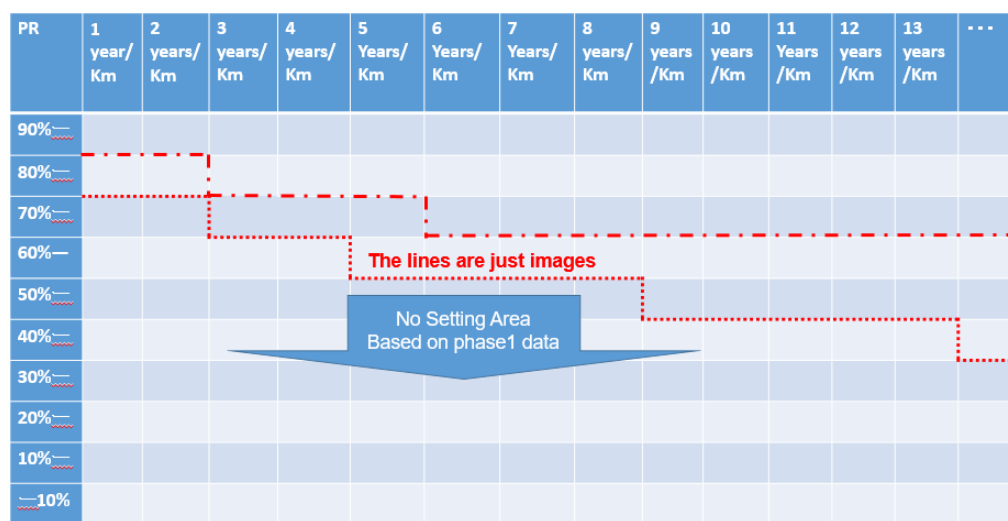 PR
1
year/
Km
2
years/
Km
3
years/
Km
4
years/
Km
5
Years/
Km
6
Years/
Km
7
Years/
Km
8
years/
Km
9
years
/Km
10
years
/Km
11
Years
/Km
12
years
/Km
13
years
/Km
---
90%—
80%—
70%—
60%—
50%—
40%—
30%—
20%—
10%—
—10%
The lines are just images
No Setting Area
Based on phase1 data